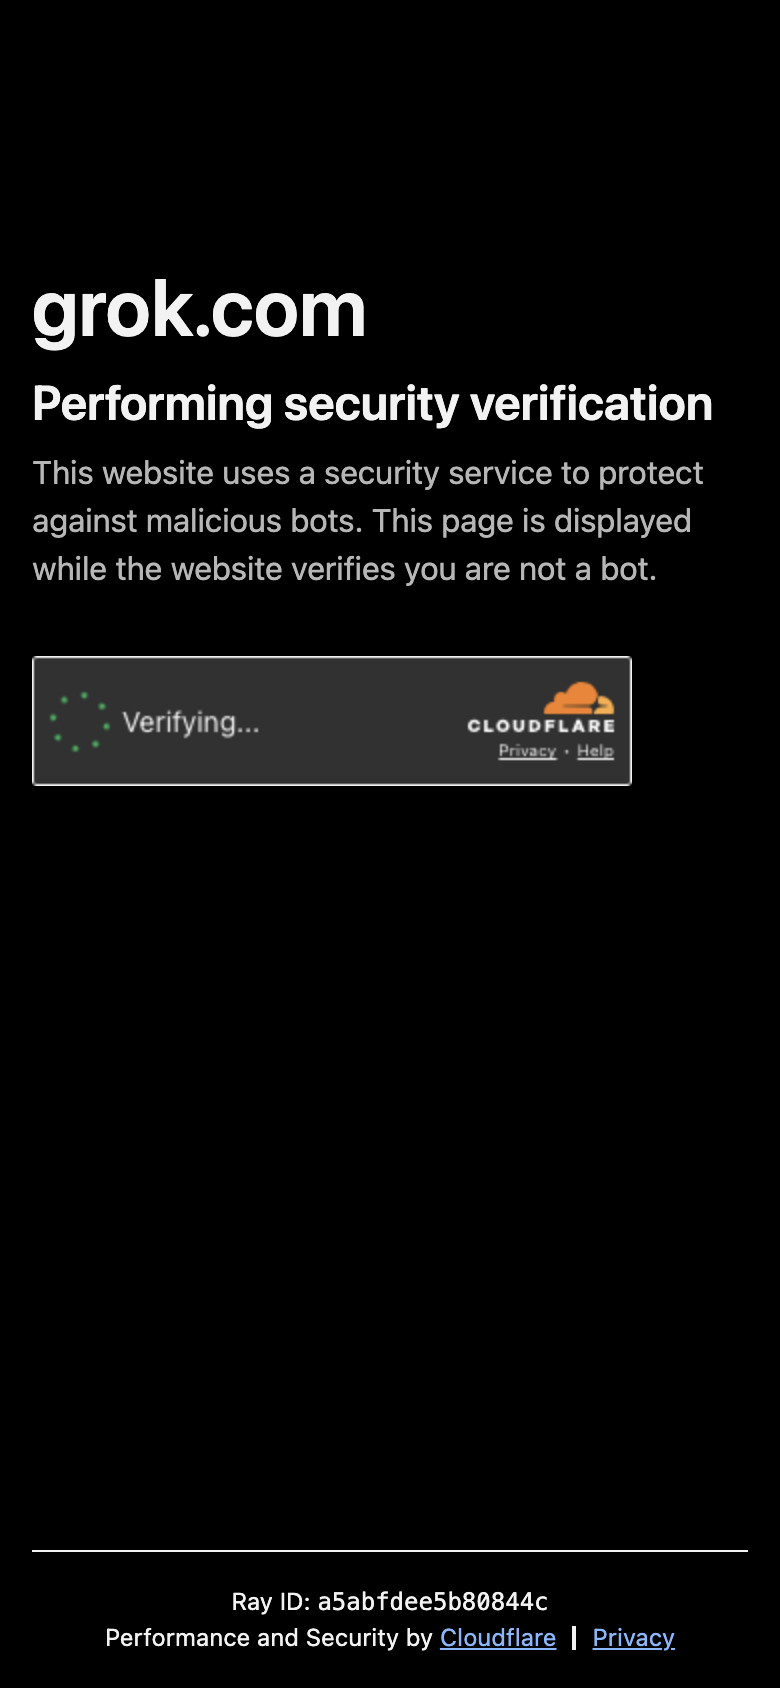 grok.com
Performing security verification
This website uses a security service to protect
against malicious bots. This page is displayed
while the website verifies you are not a bot.
Verifying...
CLOUDFLARE
Privacy • Help
Ray ID: a5abfdee5b80844c
Performance and Security by Cloudflare | Privacy